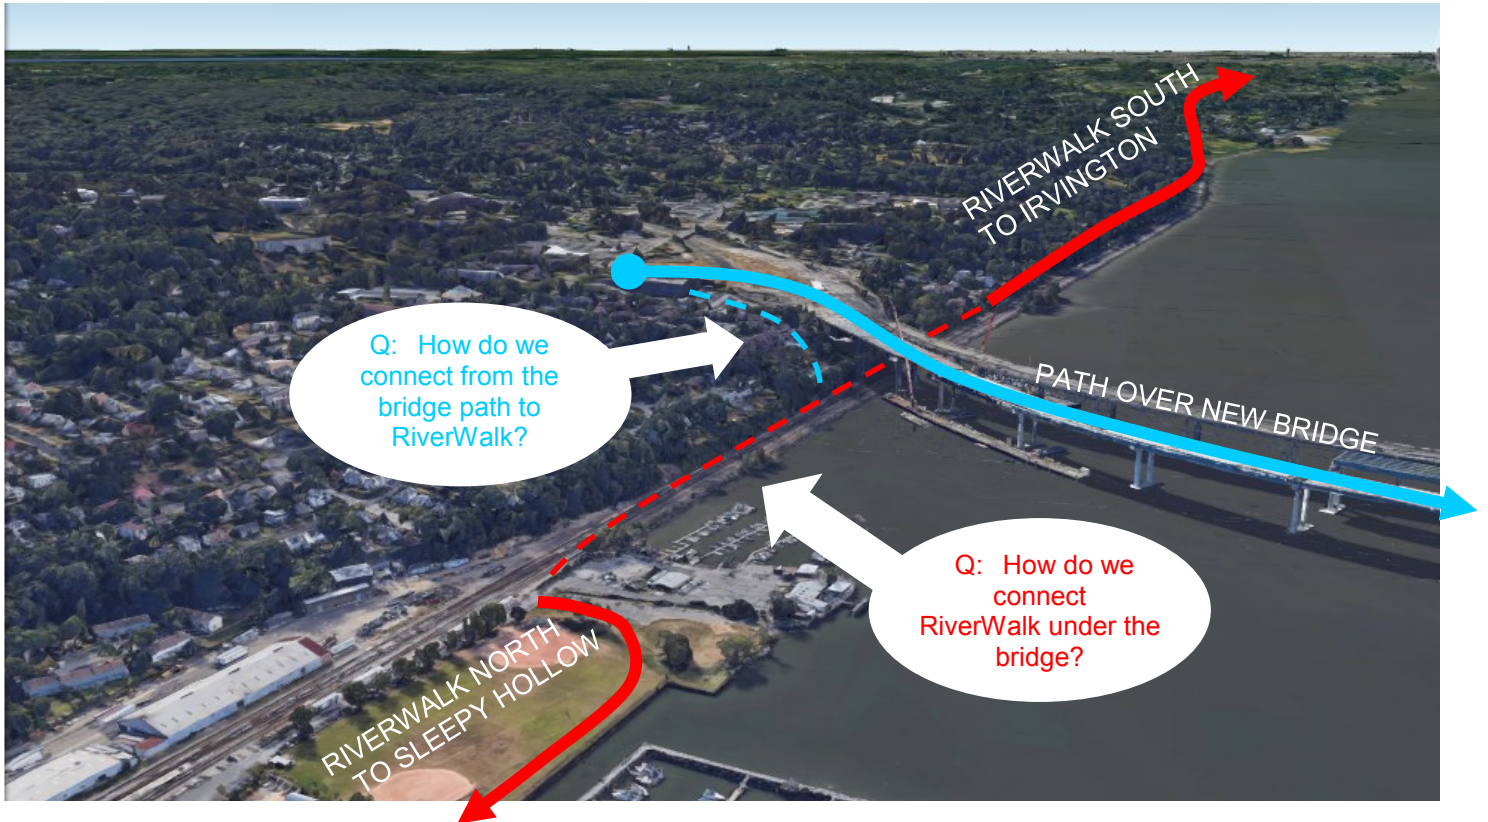 RIVERWALK SOUTH
TO IRVINGTON
Q: How do we
connect from the
bridge path to
RiverWalk?
PATH OVER NEW BRIDGE
Q: How do we
connect
RiverWalk under the
bridge?
RIVERWALK NORTH
TO SLEEPY HOLLOW